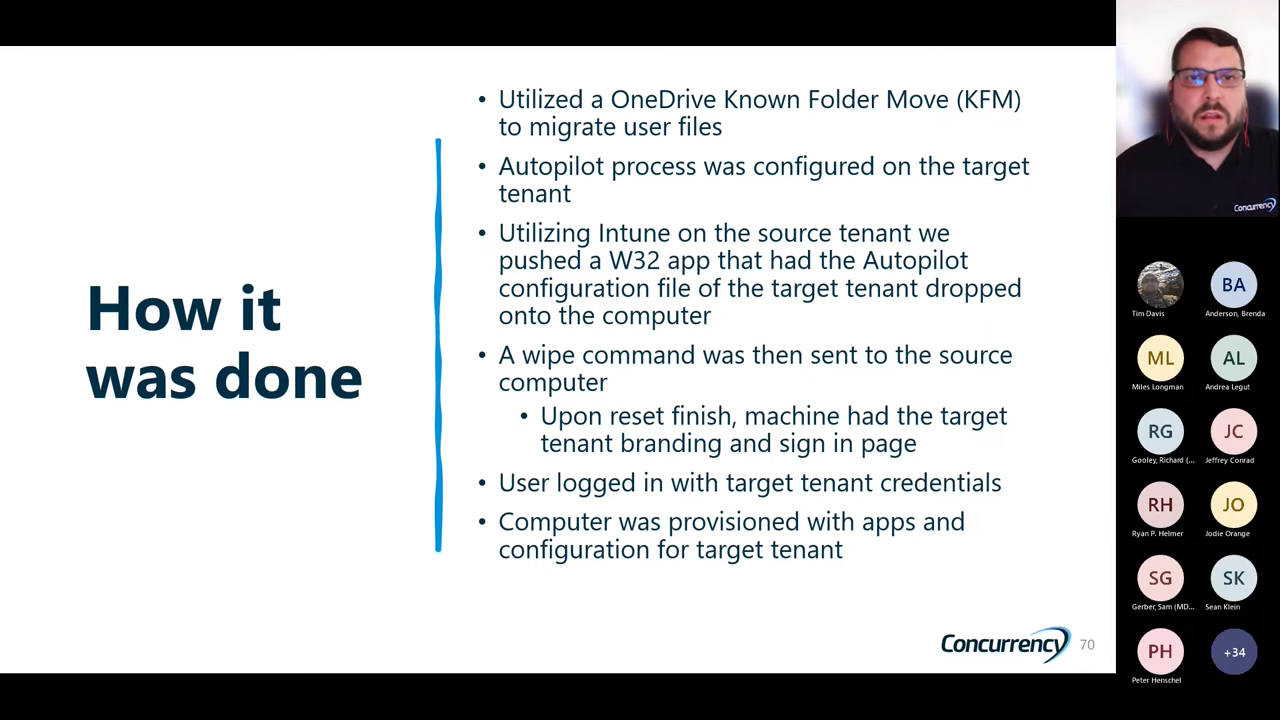 How it
was done
• Utilized a OneDrive Known Folder Move (KFM)
to migrate user files
• Autopilot process was configured on the target
tenant
• Utilizing Intune on the source tenant we
pushed a W32 app that had the Autopilot
configuration file of the target tenant dropped
onto the computer
• A wipe command was then sent to the source
computer
• Upon reset finish, machine had the target
tenant branding and sign in page
• User logged in with target tenant credentials
• Computer was provisioned with apps and
configuration for target tenant
Concurrency 70
Concurrency
BA
Tim Davis Anderson, Brenda
ML AL
Miles Longman Andrea Legut
RG JC
Gooley, Richard (... Jeffrey Conrad
RH JO
Ryan P. Helmer Jodie Orange
SG SK
Gerber, Sam (MD... Sean Klein
PH +34
Peter Henschel